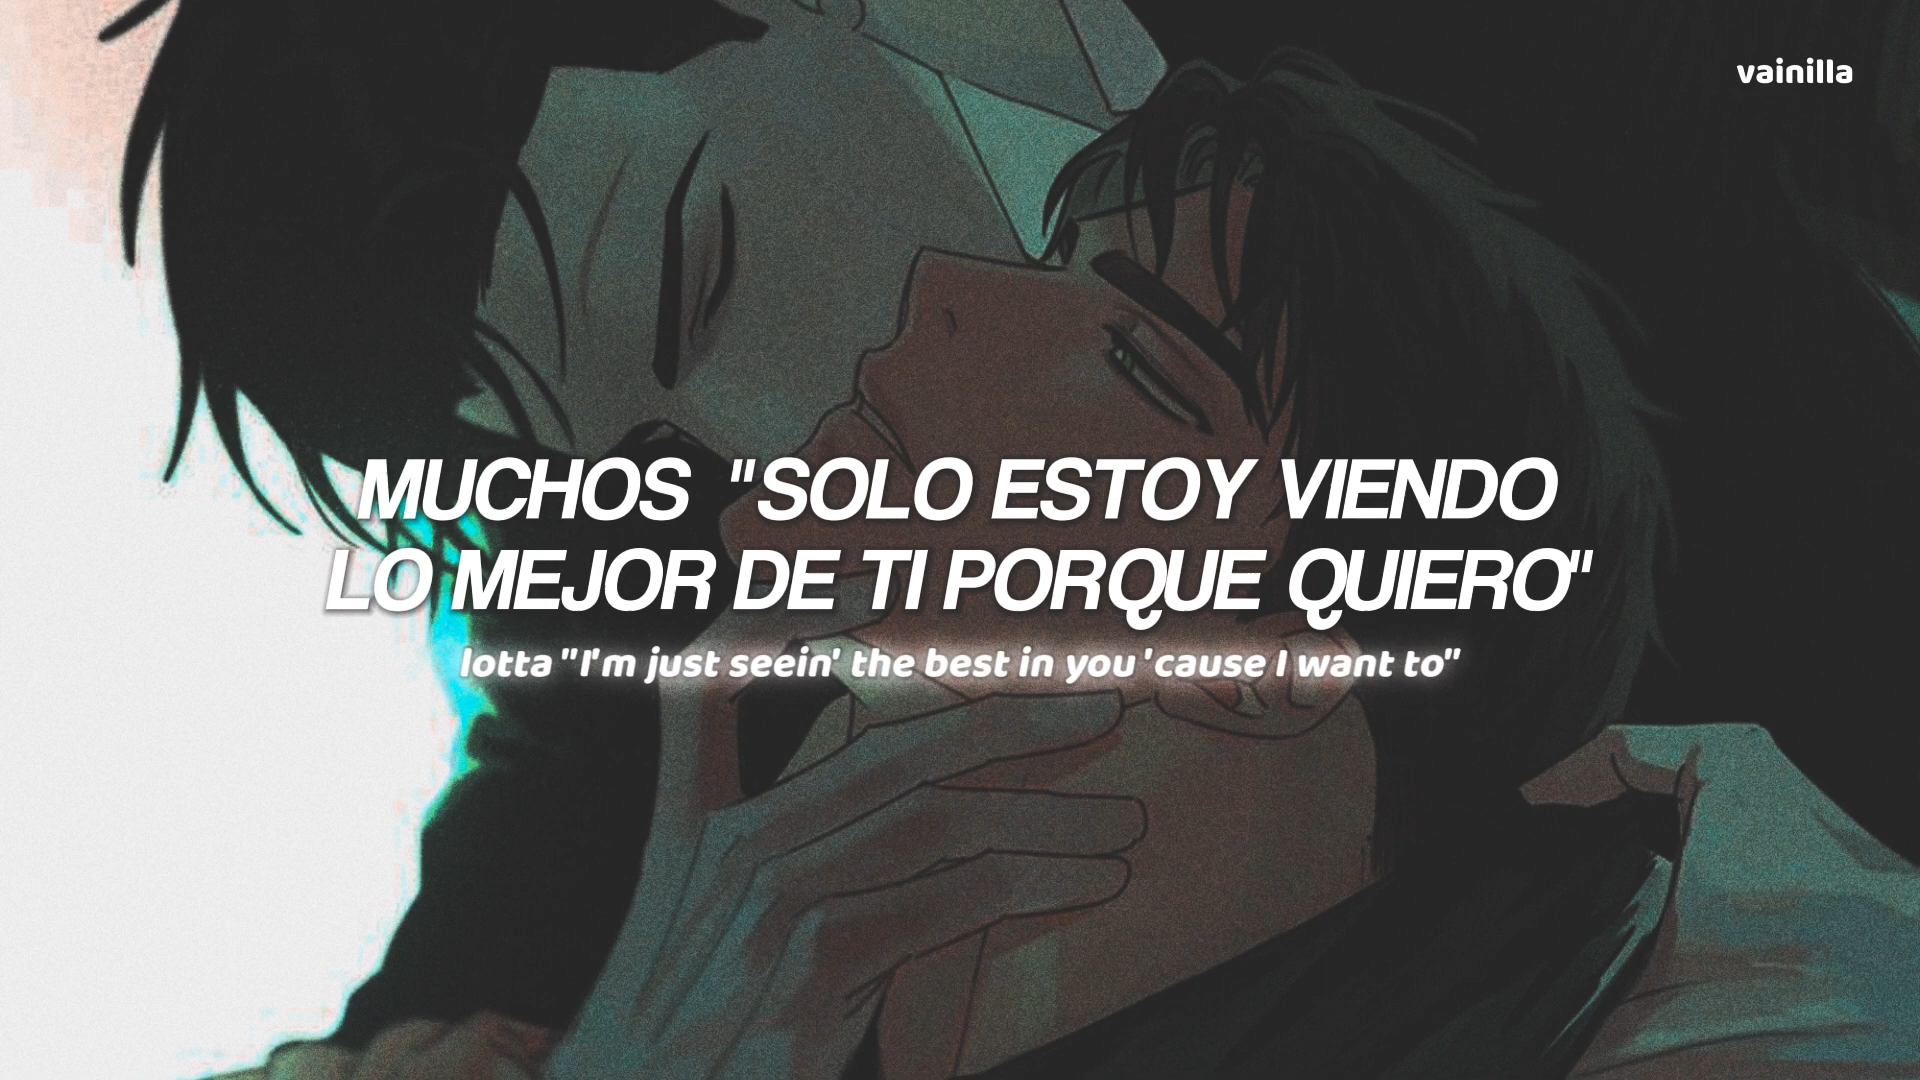 vainilla
MUCHOS "SOLO ESTOY VIENDO
LO MEJOR DE TI PORQUE QUIERO"
lotta "I'm just seein' the best in you 'cause I want to"